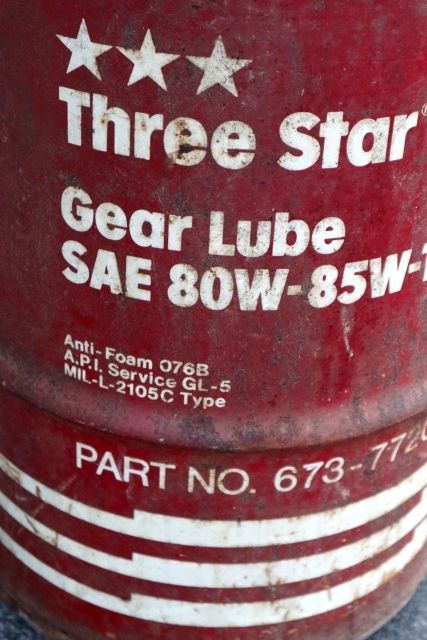 Three Star®
Gear Lube
SAE 80W-85W-
Anti-Foam 076B
A.P.I. Service GL-5
MIL-L-2105C Type
PART NO. 673-77